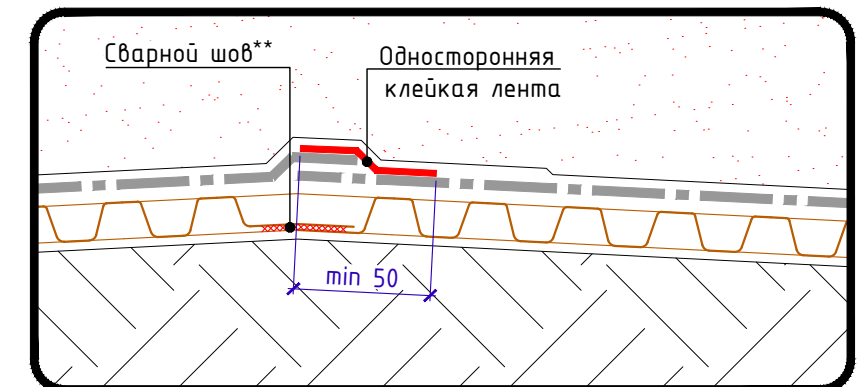 Сварной шов**
Односторонняя
клейкая лента
min 50